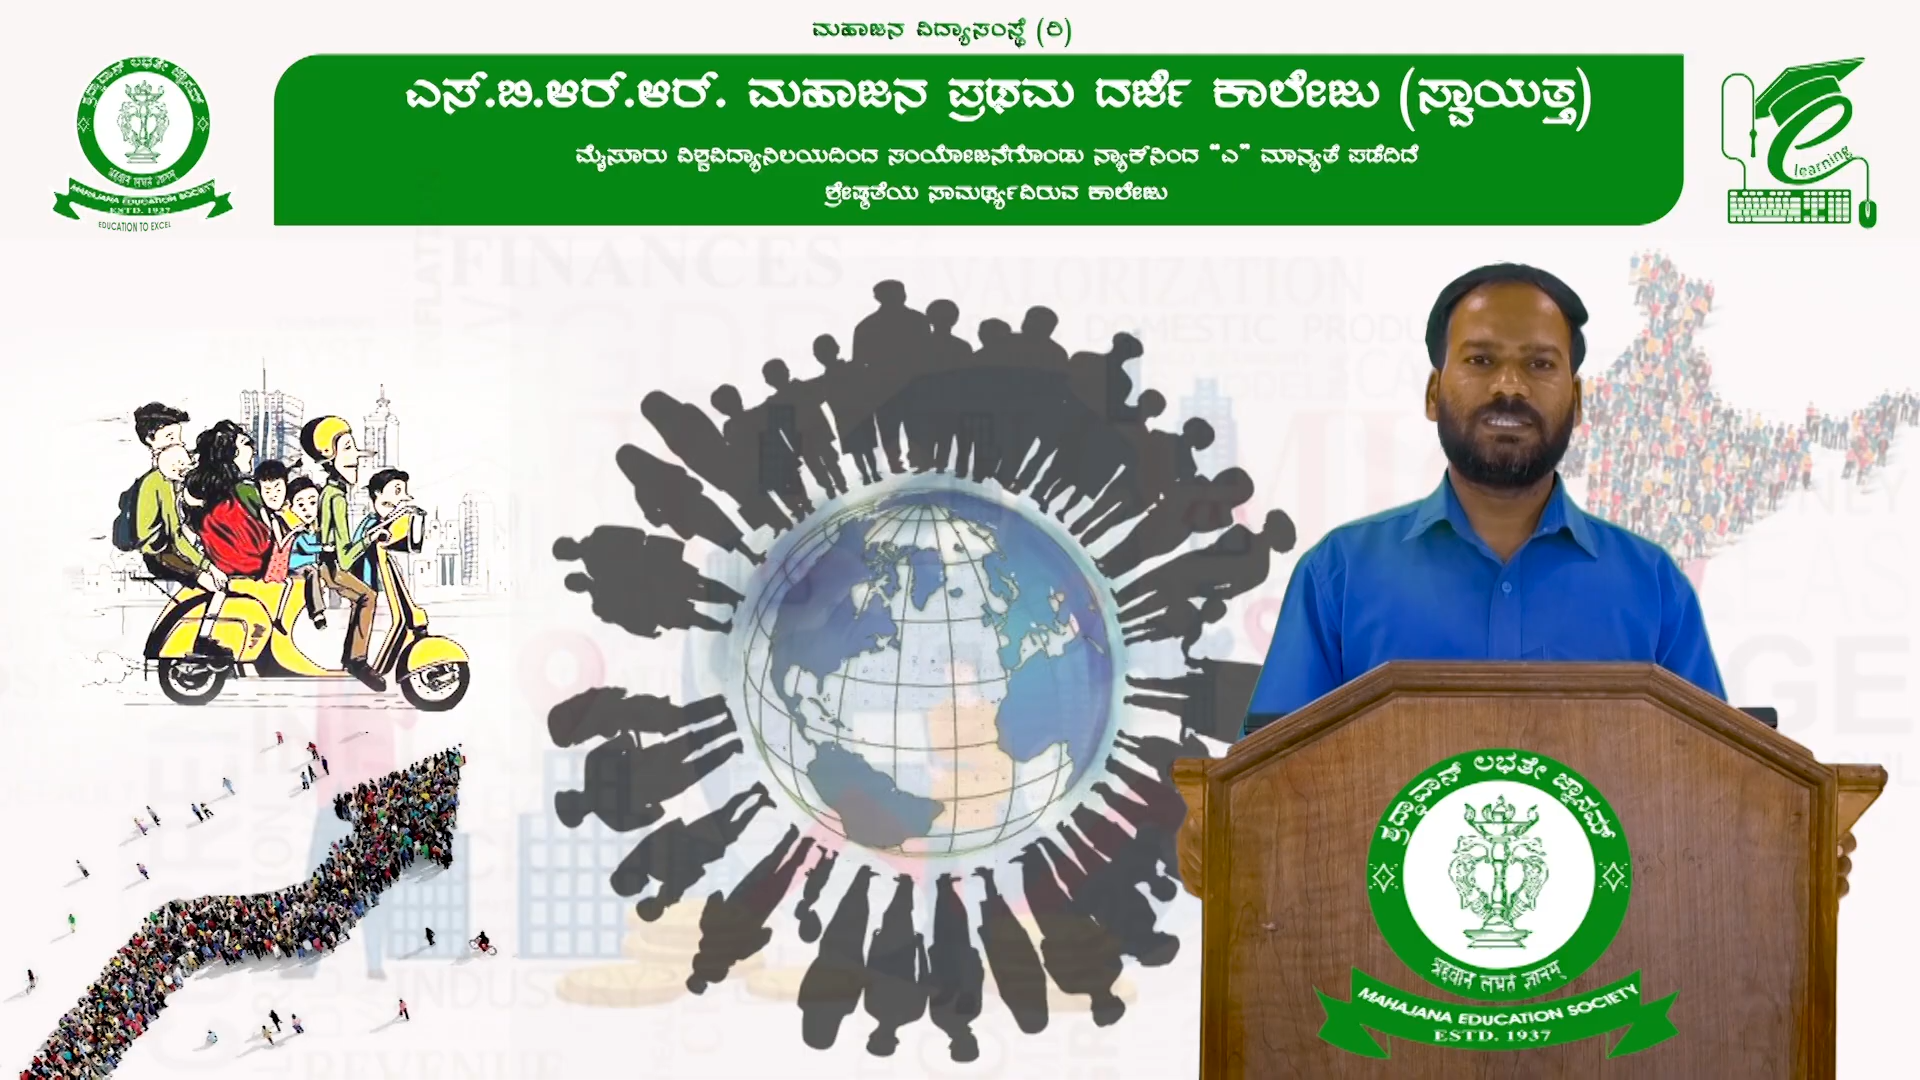 ಮಹಾಜನ ವಿದ್ಯಾಸಂಸ್ಥೆ (ರಿ)
ಎಸ್.ಬಿ.ಆರ್.ಆರ್. ಮಹಾಜನ ಪ್ರಥಮ ದರ್ಜೆ ಕಾಲೇಜು (ಸ್ವಾಯತ್ತ)
ಮೈಸೂರು ವಿಶ್ವವಿದ್ಯಾನಿಲಯದಿಂದ ಸಂಯೋಜನೆಗೊಂಡು ನ್ಯಾಕ್‌ನಿಂದ “ಎ” ಮಾನ್ಯತೆ ಪಡೆದಿದೆ
ಶ್ರೇಷ್ಠತೆಯ ಸಾಮರ್ಥ್ಯದಿರುವ ಕಾಲೇಜು
MAHAJANA EDUCATION SOCIETY
ESTD. 1937
EDUCATION TO EXCEL
e learning
FINANCES
VALORIZATION
DOMESTIC PRODU
INDUSTRY
REVENUE
ಶ್ರದ್ಧಾವಾನ್ ಲಭತೇ ಜ್ಞಾನಮ್
MAHAJANA EDUCATION SOCIETY
ESTD. 1937